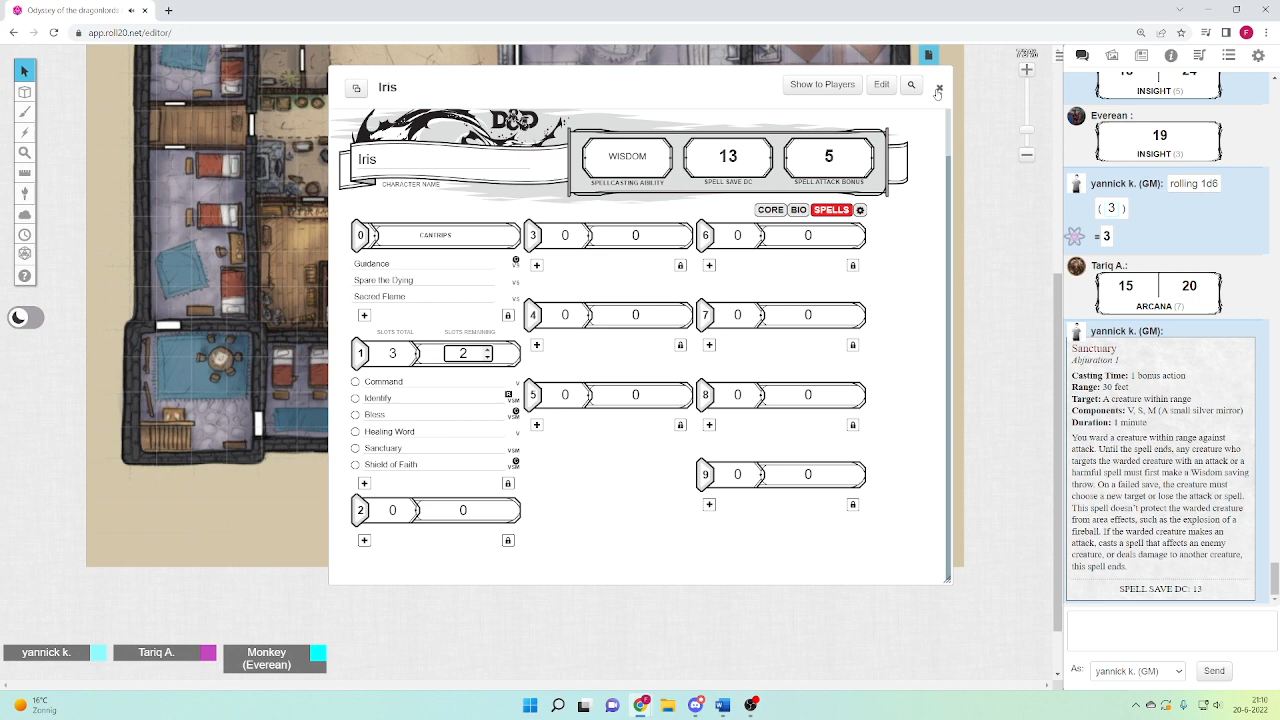 Odyssey of the dragonlords
app.roll20.net/editor/
Iris
Show to Players
Edit
D&D
Iris
CHARACTER NAME
WISDOM
SPELLCASTING ABILITY
13
SPELL SAVE DC
5
SPELL ATTACK BONUS
CORE
BIO
SPELLS
0
CANTRIPS
Guidance
C
VS
Spare the Dying
VS
Sacred Flame
VS
SLOTS TOTAL
SLOTS REMAINING
1
3
2
Command
V
Identify
R
VSM
Bless
C
VSM
Healing Word
V
Sanctuary
VSM
Shield of Faith
C
VSM
2
0
0
3
0
0
4
0
0
5
0
0
6
0
0
7
0
0
8
0
0
9
0
0
INSIGHT (5)
Everean :
19
INSIGHT (3)
yannick k. (GM): rolling 1d6
( 3 )
= 3
Tariq A.:
15
20
ARCANA (7)
yannick k. (GM):
Sanctuary
Abjuration 1
Casting Time: 1 bonus action
Range: 30 feet
Target: A creature within range
Components: V, S, M (A small silver mirror)
Duration: 1 minute
You ward a creature within range against
attack. Until the spell ends, any creature who
targets the warded creature with an attack or a
harmful spell must first make a Wisdom saving
throw. On a failed save, the creature must
choose a new target or lose the attack or spell.
This spell doesn't protect the warded creature
from area effects, such as the explosion of a
fireball. If the warded creature makes an
attack, casts a spell that affects an enemy
creature, or deals damage to another creature,
this spell ends.
SPELL SAVE DC: 13
As:
yannick k. (GM)
Send
yannick k.
Tariq A.
Monkey
(Everean)
16°C
Zonnig
21:10
20-6-2022